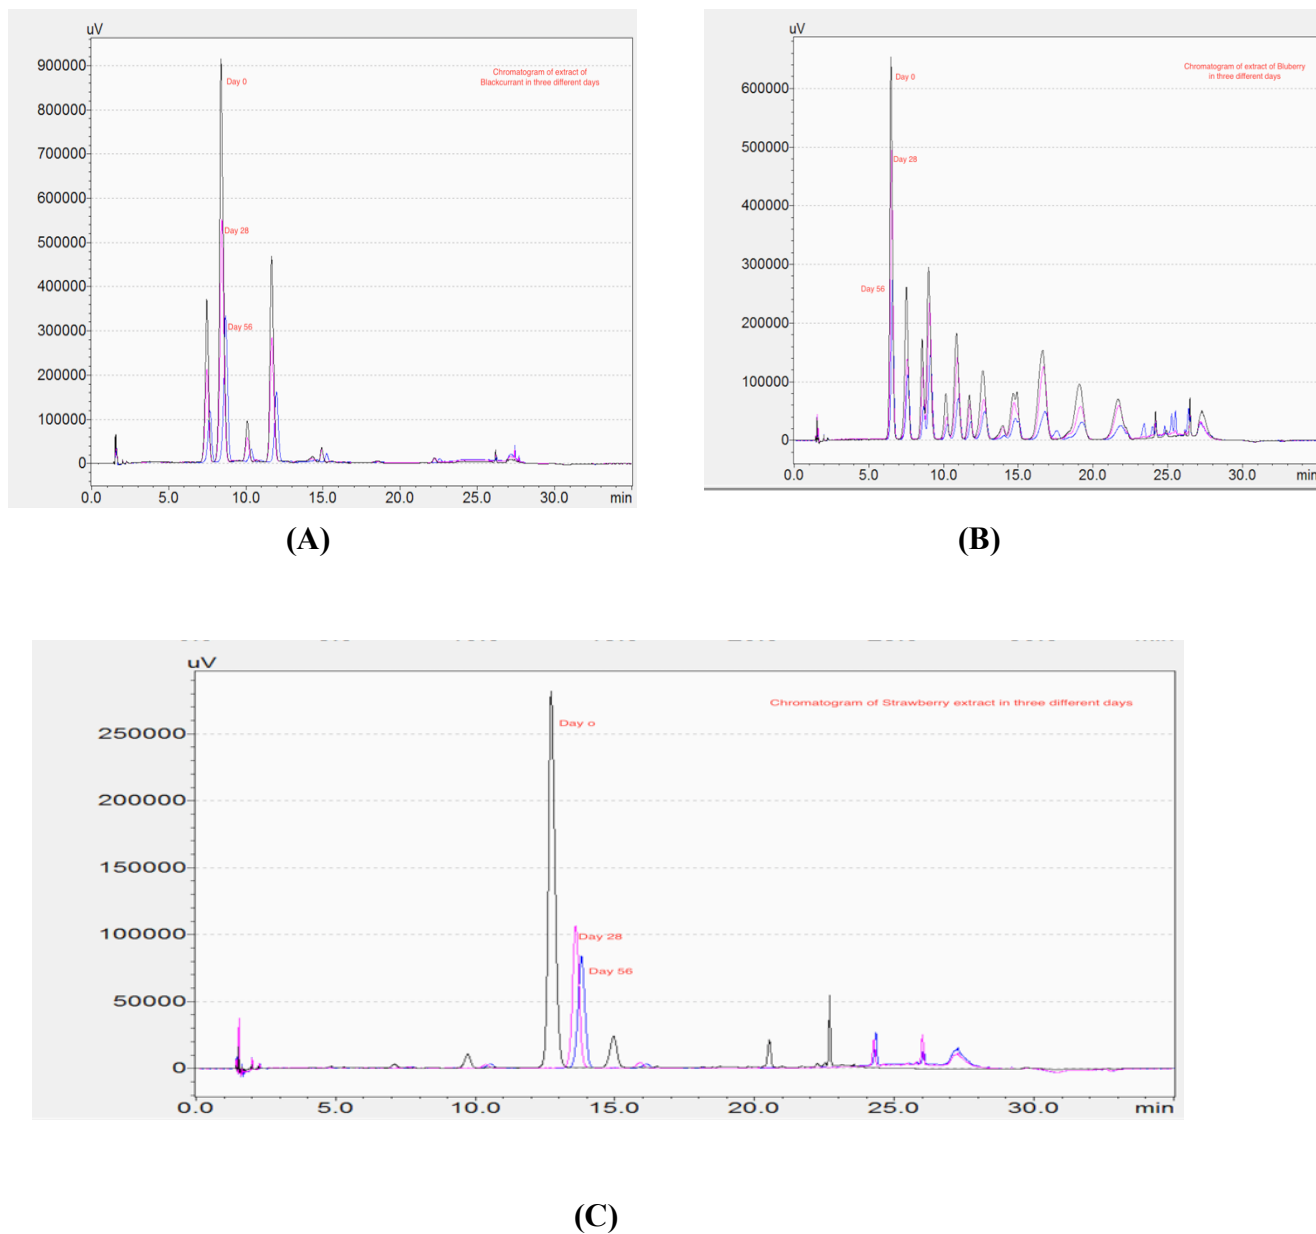 uV
Chromatogram of extract of
Blackcurrant in three different days
900000
Day 0
800000
700000
600000
500000
Day 28
400000
300000
Day 56
200000
100000
0
0.0 5.0 10.0 15.0 20.0 25.0 30.0 min
(A)
uV
Chromatogram of extract of Bluberry
in three different days
Day 0
600000
500000
Day 28
400000
300000
Day 56
200000
100000
0
0.0 5.0 10.0 15.0 20.0 25.0 30.0 min
(B)
uV
Chromatogram of Strawberry extract in three different days
Day o
250000
200000
150000
100000
Day 28
Day 56
50000
0
0.0 5.0 10.0 15.0 20.0 25.0 30.0 min
(C)